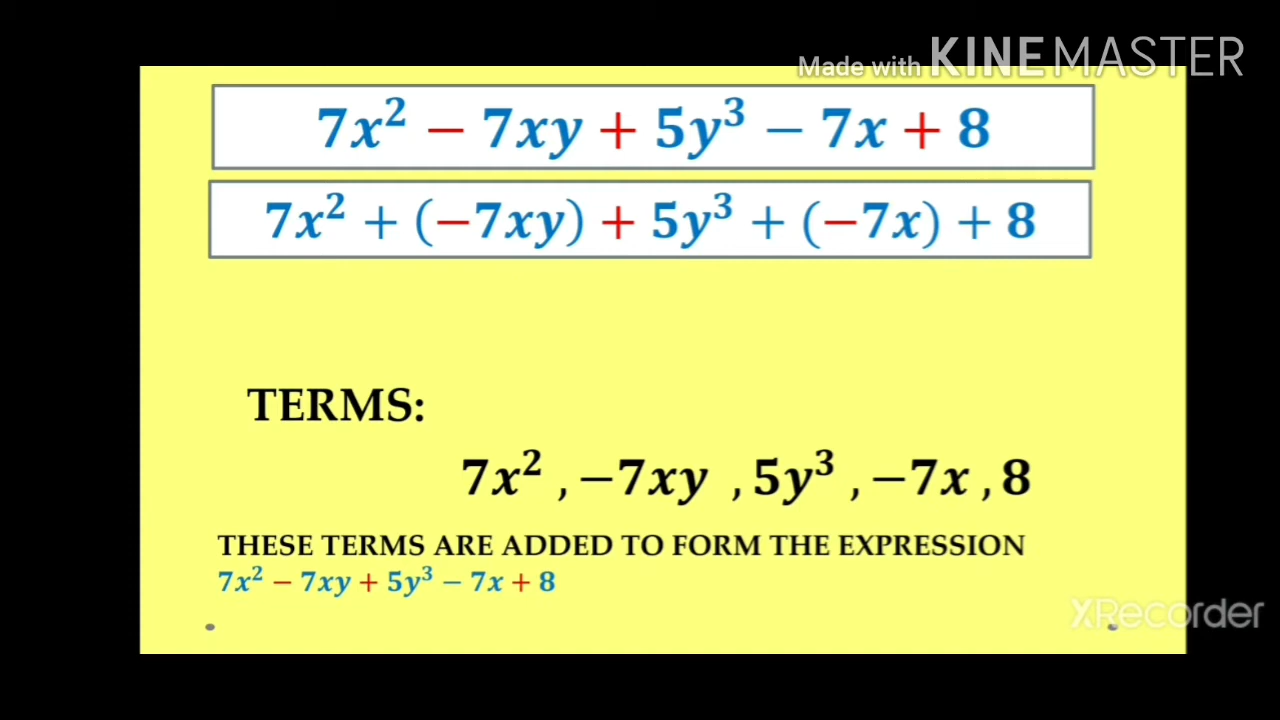 Made with KINEMASTER
7x² − 7xy + 5y³ − 7x + 8
7x² + (−7xy) + 5y³ + (−7x) + 8
TERMS:
7x² , −7xy , 5y³ , −7x , 8
THESE TERMS ARE ADDED TO FORM THE EXPRESSION
7x² − 7xy + 5y³ − 7x + 8
XRecorder